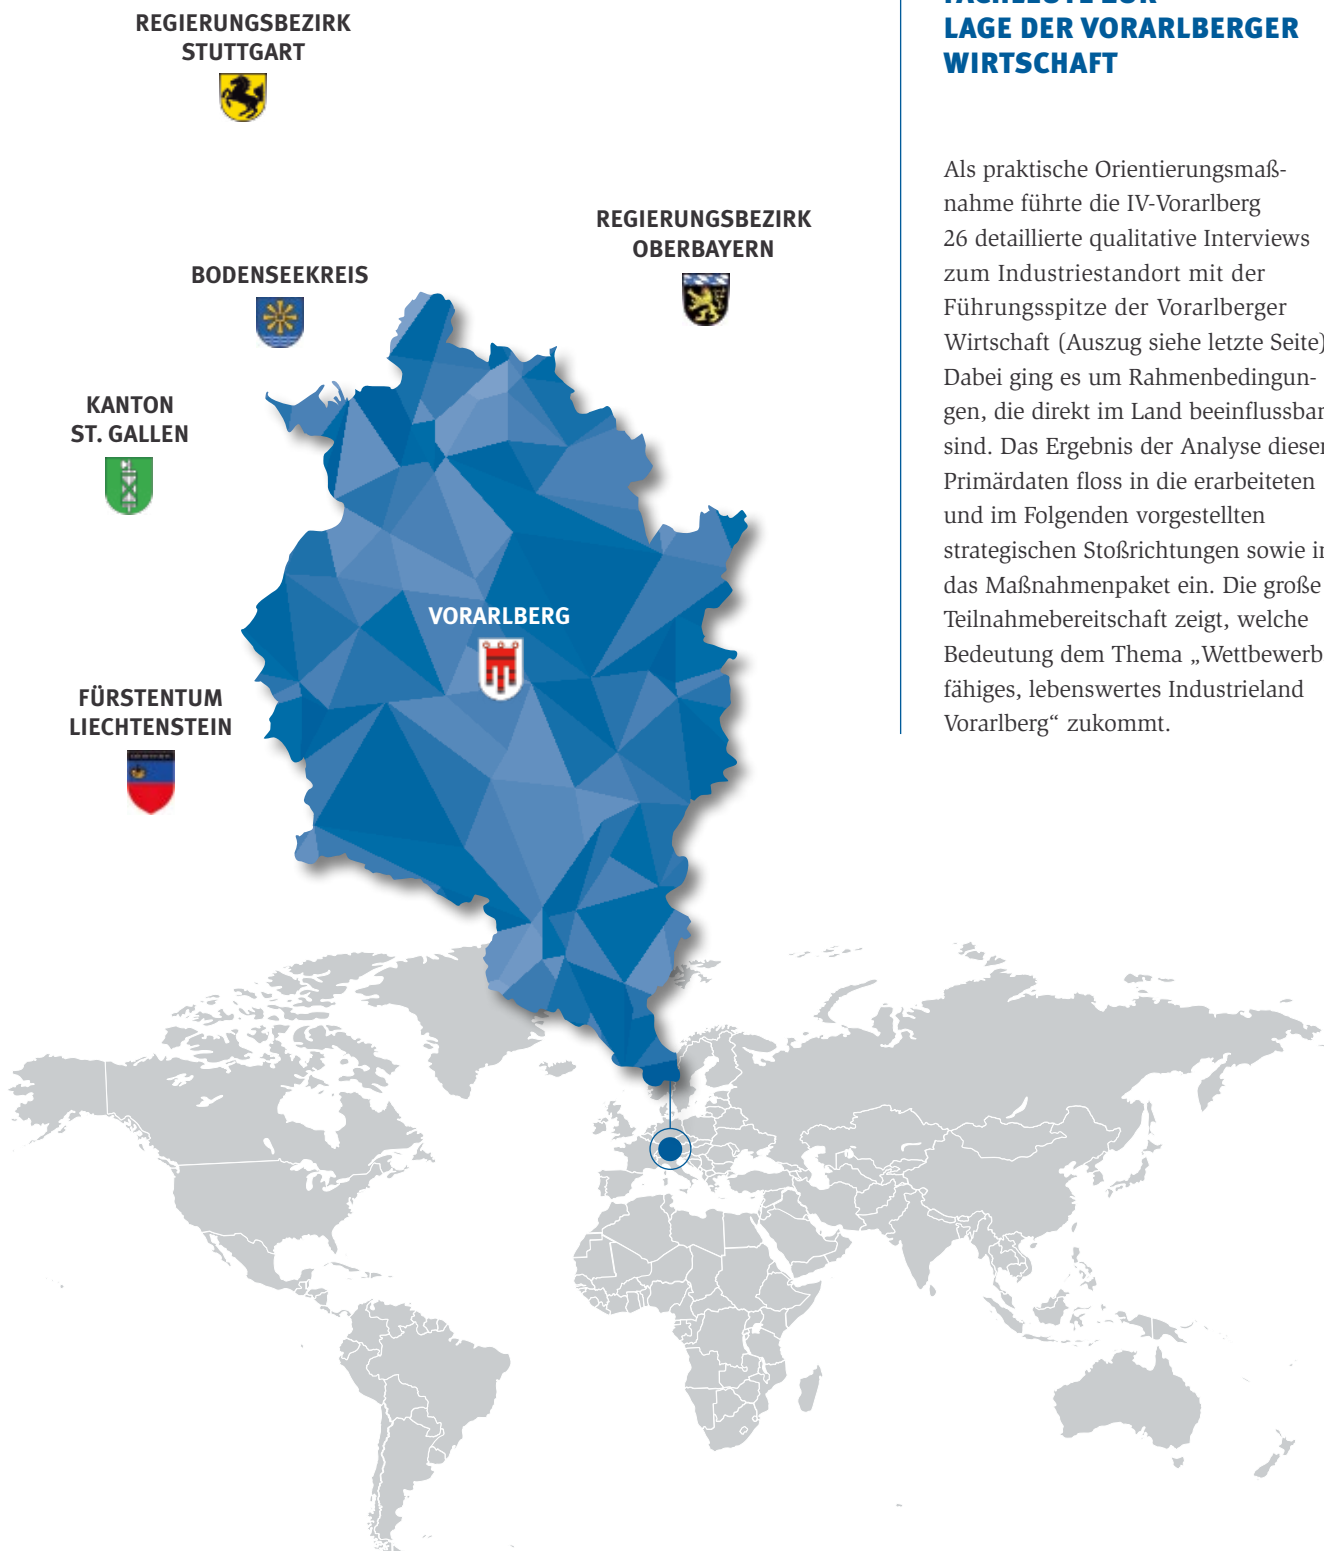 REGIERUNGSBEZIRK
STUTTGART
REGIERUNGSBEZIRK
OBERBAYERN
BODENSEEKREIS
KANTON
ST. GALLEN
VORARLBERG
FÜRSTENTUM
LIECHTENSTEIN
LAGE DER VORARLBERGER
WIRTSCHAFT
Als praktische Orientierungsmaß-
nahme führte die IV-Vorarlberg
26 detaillierte qualitative Interviews
zum Industriestandort mit der
Führungsspitze der Vorarlberger
Wirtschaft (Auszug siehe letzte Seite)
Dabei ging es um Rahmenbedingun-
gen, die direkt im Land beeinflussbar
sind. Das Ergebnis der Analyse dieser
Primärdaten floss in die erarbeiteten
und im Folgenden vorgestellten
strategischen Stoßrichtungen sowie in
das Maßnahmenpaket ein. Die große
Teilnahmebereitschaft zeigt, welche
Bedeutung dem Thema „Wettbewerb
fähiges, lebenswertes Industrieland
Vorarlberg“ zukommt.